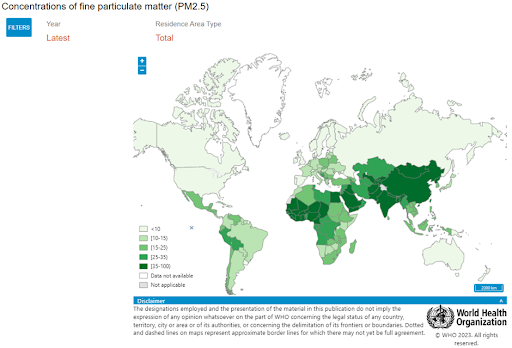 Concentrations of fine particulate matter (PM2.5)
FILTERS
Year
Latest
Residence Area Type
Total
+
-
<10
[10-15)
[15-25)
[25-35)
[35-100)
Data not available
Not applicable
2000 km
Disclaimer
The designations employed and the presentation of the material in this publication do not imply the
expression of any opinion whatsoever on the part of WHO concerning the legal status of any country,
territory, city or area or of its authorities, or concerning the delimitation of its frontiers or boundaries. Dotted
and dashed lines on maps represent approximate border lines for which there may not yet be full agreement.
World Health
Organization
© WHO 2023. All rights
reserved.